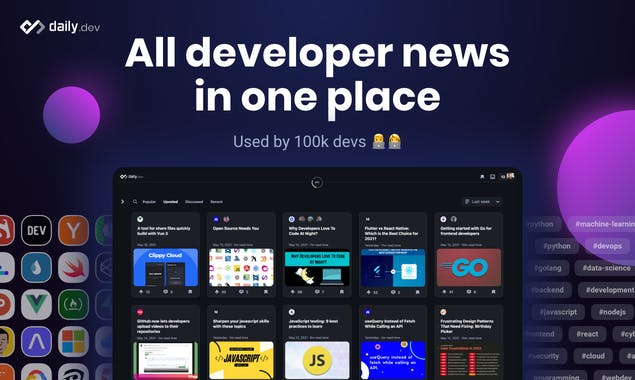 daily.dev
All developer news
in one place
Used by 100k devs
daily.dev
Popular Upvoted Discussed Recent
Last week
A tool for share files quickly build with Vue 3
Open Source Needs You
Why Developers Love To Code At Night?
Flutter vs React Native: Which is the Best Choice for 2021?
Getting started with Go for frontend developers
Clippy Cloud
WHY DEVELOPERS LOVE TO CODE AT NIGHT?
GO
GitHub now lets developers upload videos to their repositories
Sharpen your javascript skill with these topics
JavaScript testing: 9 best practices to learn
useQuery instead of Fetch While Calling an API
Frustrating Design Patterns That Need Fixing: Birthday Picker
JAVASCRIPT
JS
useQuery instead of fetch while calling an API.
DEV
Y
#python
#machine-learning
#python
#devops
#golang
#data-science
#backend
#development
#javascript
#nodejs
#react
#security
#cloud
#webdev